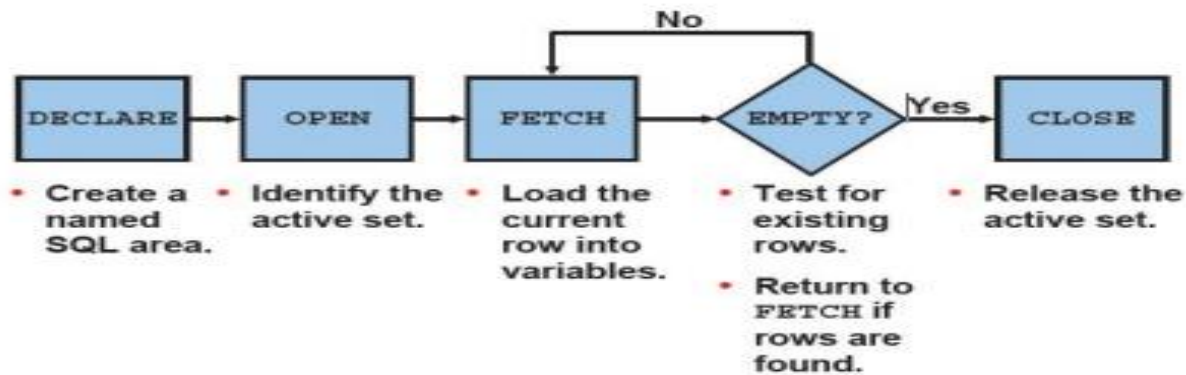 No
DECLARE
OPEN
FETCH
EMPTY?
Yes
CLOSE
• Create a
named
SQL area.
• Identify the
active set.
• Load the
current
row into
variables.
• Test for
existing
rows.
• Return to
FETCH if
rows are
found.
• Release the
active set.